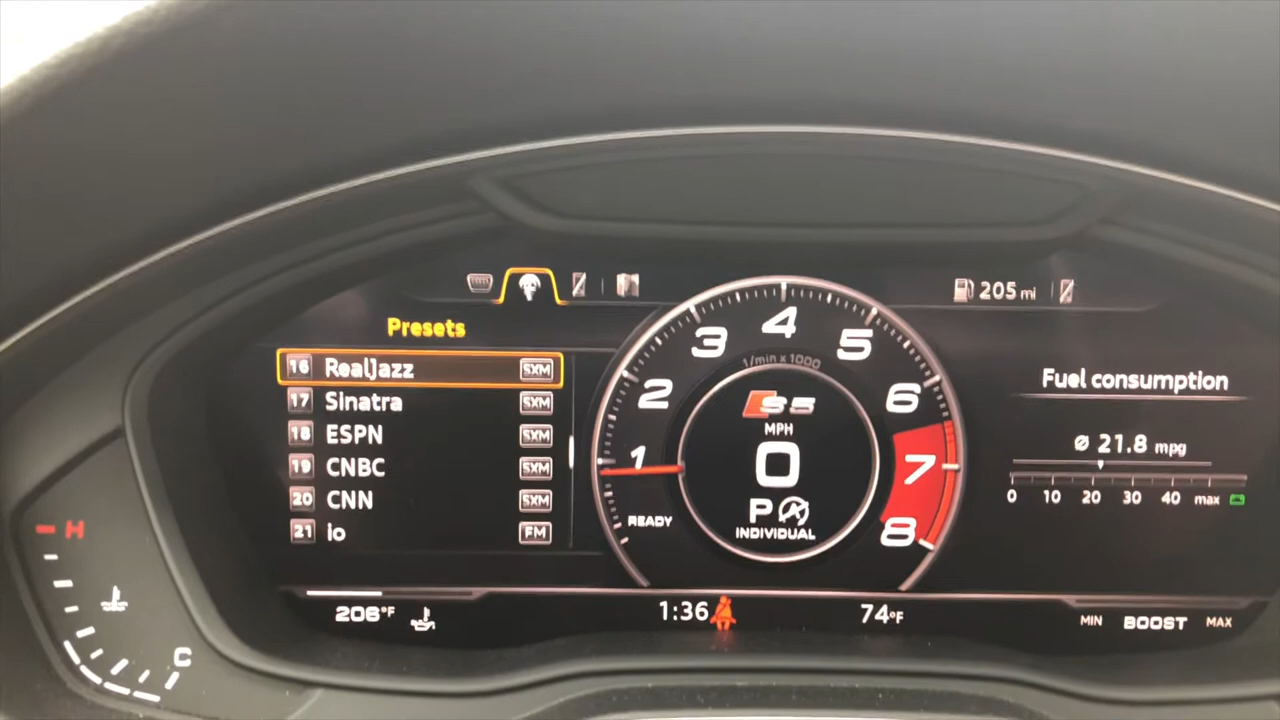 205 mi
Presets
16 RealJazz SXM
17 Sinatra SXM
18 ESPN SXM
19 CNBC SXM
20 CNN SXM
21 io FM
1 2 3 4 5 6 7 8
1/min x 1000
S5
MPH
0
P A
INDIVIDUAL
READY
Fuel consumption
ø 21.8 mpg
0 10 20 30 40 max
H
C
206°F
1:36
74°F
MIN BOOST MAX